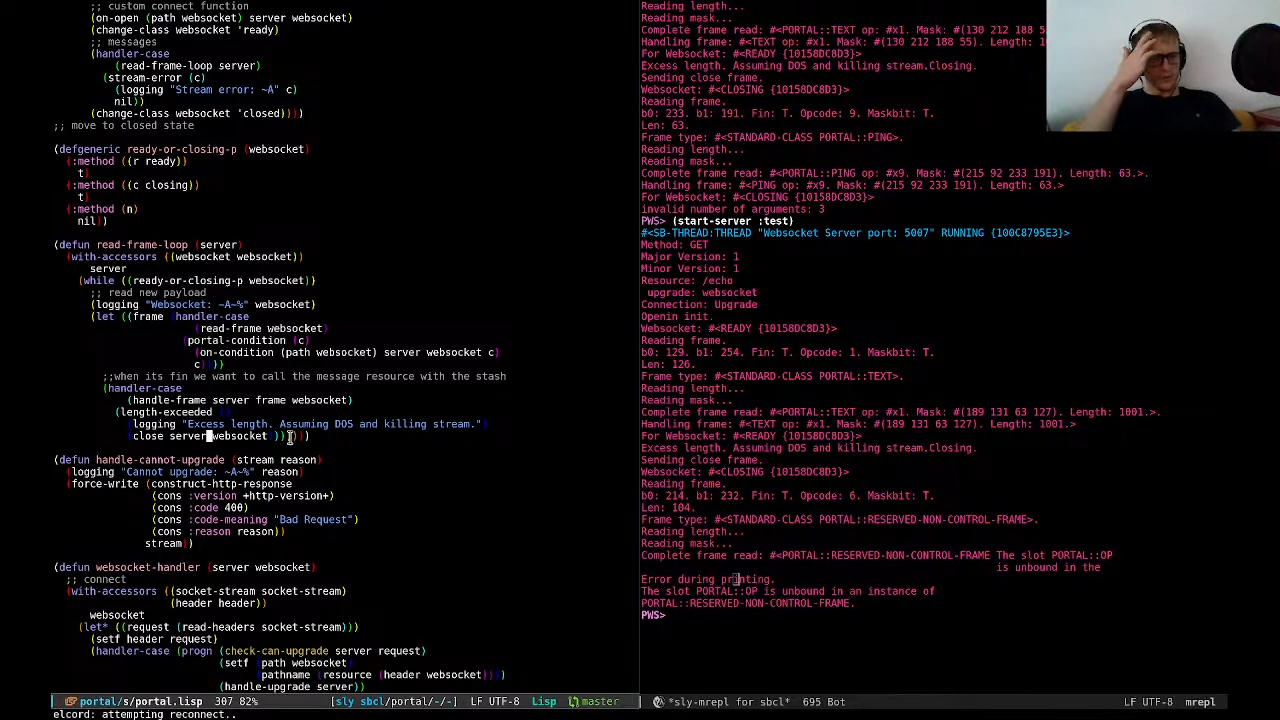 ;; custom connect function
(on-open (path websocket) server websocket)
(change-websocket 'ready)
;; messages
(handler-case
(read-frame-loop server)
(stream-error (c)
(logging "Stream error: ~A" c)
nil))
(change-websocket 'closed))))
;; move to closed state
(defgeneric ready-or-closing-p (websocket)
(:method ((r ready))
t)
(:method ((c closing))
t)
(:method (n)
nil))
(defun read-frame-loop (server)
(with-accessors ((websocket websocket))
server
(while ((ready-or-closing-p websocket))
;; read new payload
(logging "Websocket: ~A~%" websocket)
(let ((frame (handler-case
(read-frame websocket)
(portal-condition (c)
(on-condition (path websocket) server websocket c)
c))))
;;when its fin we want to call the message resource with the stash
(handler-case
(handle-frame server frame websocket)
(length-exceeded ()
(logging "Excess length. Assuming DOS and killing stream.")
(close server websocket)))))))
(defun handle-cannot-upgrade (stream reason)
(logging "Cannot upgrade: ~A~%" reason)
(force-write (construct-http-response
(cons :version +http-version+)
(cons :code 400)
(cons :code-meaning "Bad Request")
(cons :reason reason))
stream))
(defun websocket-handler (server websocket)
;; connect
(with-accessors ((socket-stream socket-stream)
(header header))
websocket
(let* ((request (read-headers socket-stream)))
(setf header request)
(handler-case (progn (check-can-upgrade server request)
(setf (path websocket)
(pathname (resource (header websocket))))
(handle-upgrade server))
portal/s/portal.lisp 307 82% [sly sbcl/portal/-/-] LF UTF-8 Lisp master
elcord: attempting reconnect..
Reading length...
Reading mask...
Complete frame read: #<PORTAL::TEXT op: #x1. Mask: #(130 212 188 5
Handling frame: #<TEXT op: #x1. Mask: #(130 212 188 55). Length: 1
For Websocket: #<READY {10158DC8D3}>
Excess length. Assuming DOS and killing stream.Closing.
Sending close frame.
Websocket: #<CLOSING {10158DC8D3}>
Reading frame.
b0: 233. b1: 191. Fin: T. Opcode: 9. Maskbit: T.
Len: 63.
Frame type: #<STANDARD-CLASS PORTAL::PING>.
Reading length...
Reading mask...
Complete frame read: #<PORTAL::PING op: #x9. Mask: #(215 92 233 191). Length: 63.>.
Handling frame: #<PING op: #x9. Mask: #(215 92 233 191). Length: 63.>
For Websocket: #<CLOSING {10158DC8D3}>
invalid number of arguments: 3
PWS> (start-server :test)
#<SB-THREAD:THREAD "Websocket Server port: 5007" RUNNING {100C8795E3}>
Method: GET
Major Version: 1
Minor Version: 1
Resource: /echo
upgrade: websocket
Connection: Upgrade
Openin init.
Websocket: #<READY {10158DC8D3}>
Reading frame.
b0: 129. b1: 254. Fin: T. Opcode: 1. Maskbit: T.
Len: 126.
Frame type: #<STANDARD-CLASS PORTAL::TEXT>.
Reading length...
Reading mask...
Complete frame read: #<PORTAL::TEXT op: #x1. Mask: #(189 131 63 127). Length: 1001.>.
Handling frame: #<TEXT op: #x1. Mask: #(189 131 63 127). Length: 1001.>
For Websocket: #<READY {10158DC8D3}>
Excess length. Assuming DOS and killing stream.Closing.
Sending close frame.
Websocket: #<CLOSING {10158DC8D3}>
Reading frame.
b0: 214. b1: 232. Fin: T. Opcode: 6. Maskbit: T.
Len: 104.
Frame type: #<STANDARD-CLASS PORTAL::RESERVED-NON-CONTROL-FRAME>.
Reading length...
Reading mask...
Complete frame read: #<PORTAL::RESERVED-NON-CONTROL-FRAME The slot PORTAL::OP
is unbound in the
Error during printing.
The slot PORTAL::OP is unbound in an instance of
PORTAL::RESERVED-NON-CONTROL-FRAME.
PWS>
*sly-mrepl for sbcl* 695 Bot LF UTF-8 mrepl